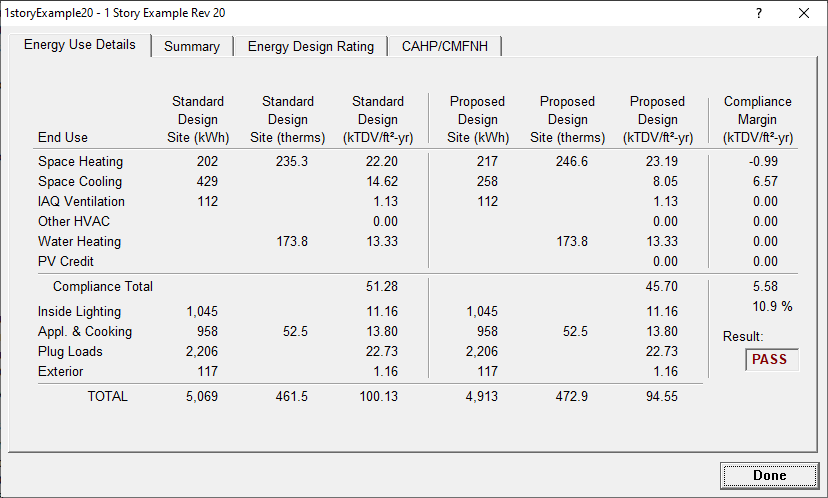 1storyExample20 - 1 Story Example Rev 20 ?
Energy Use Details Summary Energy Design Rating CAHP/CMFNH
Standard Standard Standard Proposed Proposed Proposed Compliance
Design Design Design Design Design Design Margin
End Use Site (kWh) Site (therms) (kTDV/ft²-yr) Site (kWh) Site (therms) (kTDV/ft²-yr) (kTDV/ft²-yr)
Space Heating 202 235.3 22.20 217 246.6 23.19 -0.99
Space Cooling 429 14.62 258 8.05 6.57
IAQ Ventilation 112 1.13 112 1.13 0.00
Other HVAC 0.00 0.00 0.00
Water Heating 173.8 13.33 173.8 13.33 0.00
PV Credit 0.00 0.00 0.00
Compliance Total 51.28 45.70 5.58
10.9 %
Inside Lighting 1,045 11.16 1,045 11.16
Appl. & Cooking 958 52.5 13.80 958 52.5 13.80
Result:
Plug Loads 2,206 22.73 2,206 22.73
PASS
Exterior 117 1.16 117 1.16
TOTAL 5,069 461.5 100.13 4,913 472.9 94.55
Done